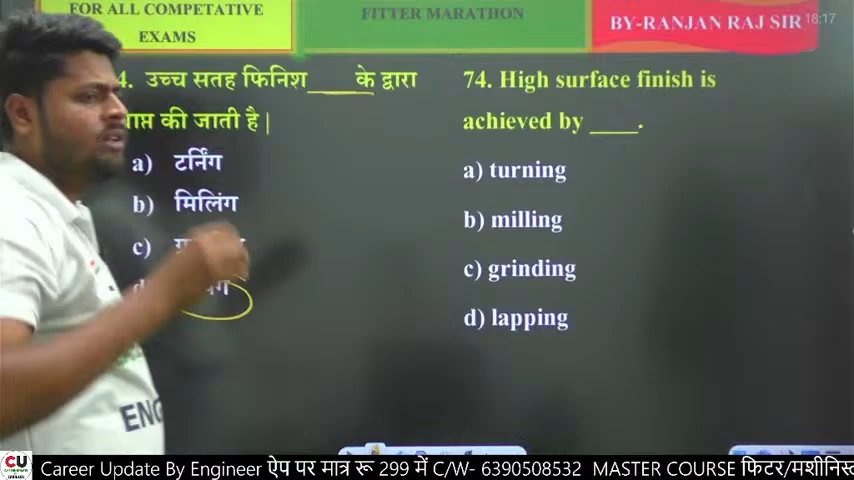 FOR ALL COMPETATIVE
EXAMS
FITTER MARATHON
BY-RANJAN RAJ SIR
18:17
4. उच्च सतह फिनिश____के द्वारा
की जाती है |
a) टर्निंग
b) मिलिंग
c)
74. High surface finish is
achieved by ____.
a) turning
b) milling
c) grinding
d) lapping
ENG
CU
Career Update By Engineer ऐप पर मात्र रू 299 में C/W- 6390508532 MASTER COURSE फिटर/मशीनिस्ट